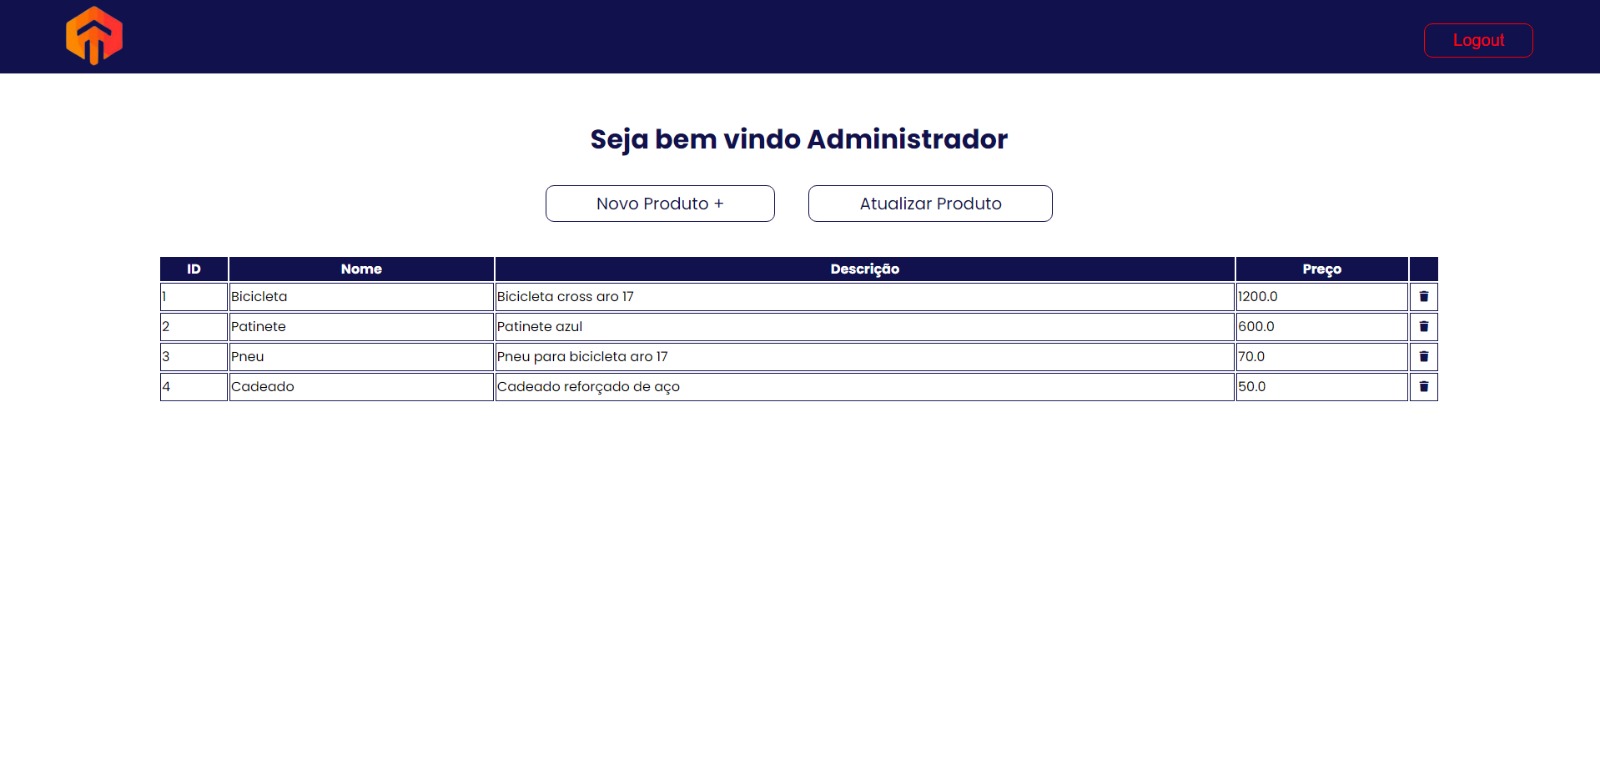 Logout
Seja bem vindo Administrador
Novo Produto + Atualizar Produto
ID Nome Descrição Preço
1 Bicicleta Bicicleta cross aro 17 1200.0
2 Patinete Patinete azul 600.0
3 Pneu Pneu para bicicleta aro 17 70.0
4 Cadeado Cadeado reforçado de aço 50.0